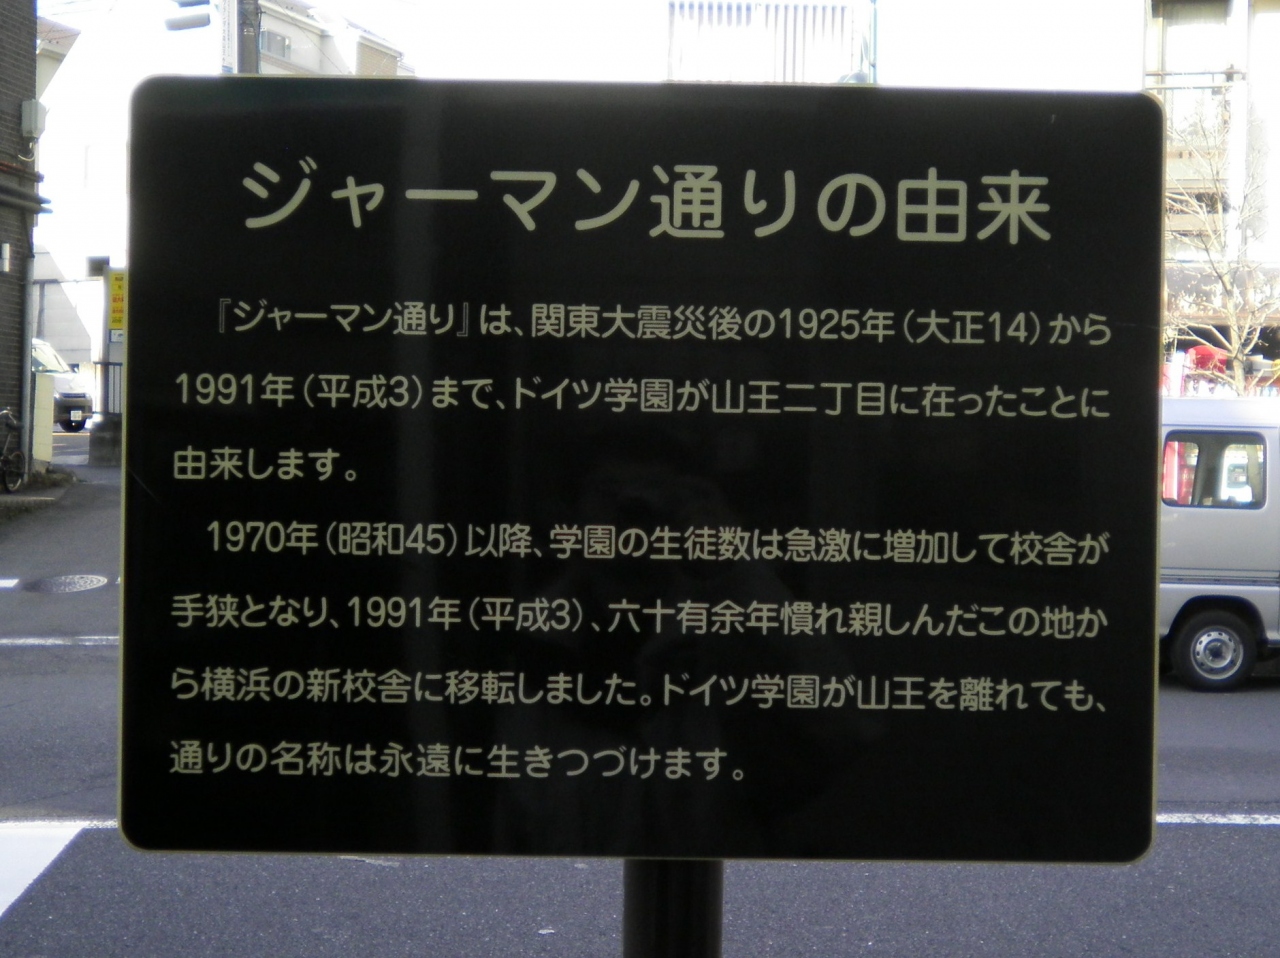 ジャーマン通りの由来
『ジャーマン通り』は、関東大震災後の1925年(大正14)から
1991年(平成3)まで、ドイツ学園が山王二丁目に在ったことに
由来します。
1970年(昭和45)以降、学園の生徒数は急激に増加して校舎が
手狭となり、1991年(平成3)、六十有余年慣れ親しんだこの地か
ら横浜の新校舎に移転しました。ドイツ学園が山王を離れても、
通りの名称は永遠に生きつづけます。